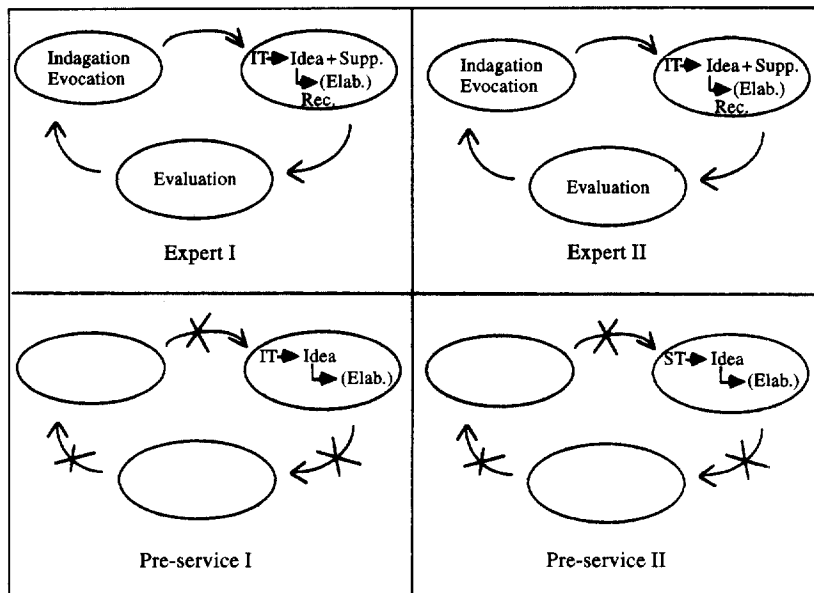 Indagation
Evocation
IT Idea + Supp.
(Elab.)
Rec.
Evaluation
Expert I
Indagation
Evocation
IT Idea + Supp.
(Elab.)
Rec.
Evaluation
Expert II
IT Idea
(Elab.)
Pre-service I
ST Idea
(Elab.)
Pre-service II